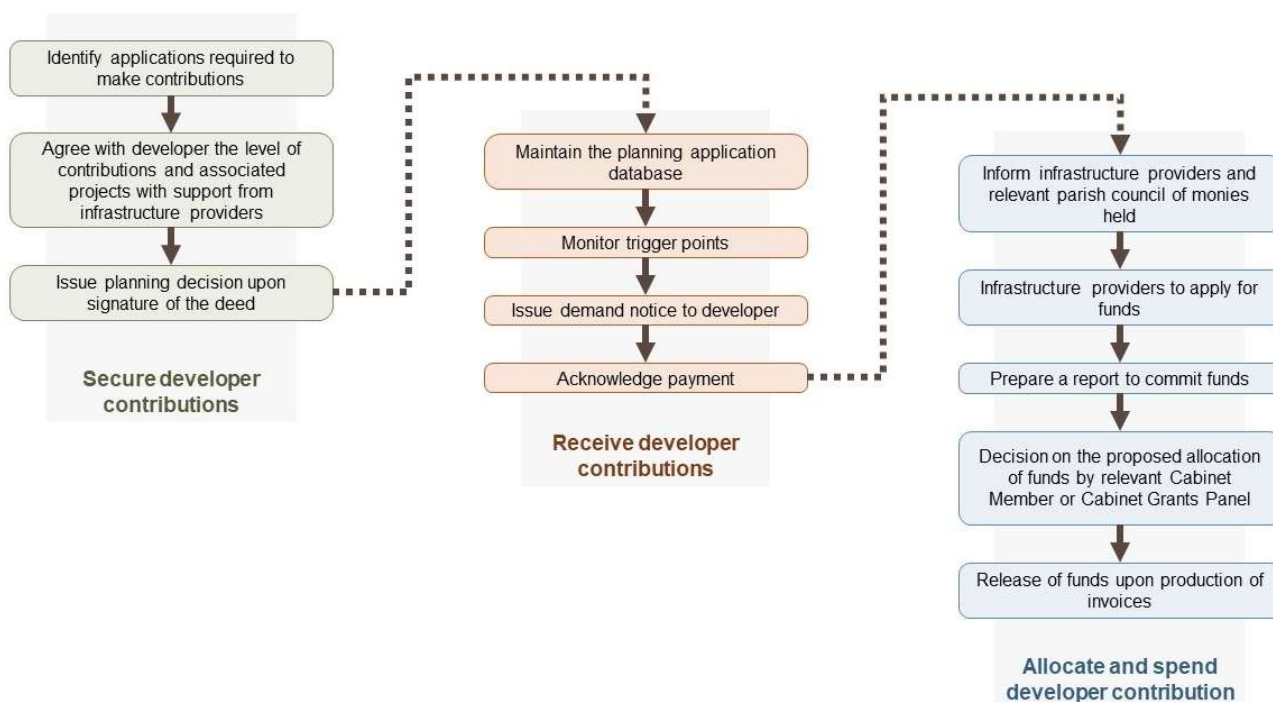 Identify applications required to
make contributions
Agree with developer the level of
contributions and associated
projects with support from
infrastructure providers
Issue planning decision upon
signature of the deed
Secure developer
contributions
Maintain the planning application
database
Monitor trigger points
Issue demand notice to developer
Acknowledge payment
Receive developer
contributions
Inform infrastructure providers and
relevant parish council of monies
held
Infrastructure providers to apply for
funds
Prepare a report to commit funds
Decision on the proposed allocation
of funds by relevant Cabinet
Member or Cabinet Grants Panel
Release of funds upon production of
invoices
Allocate and spend
developer contribution